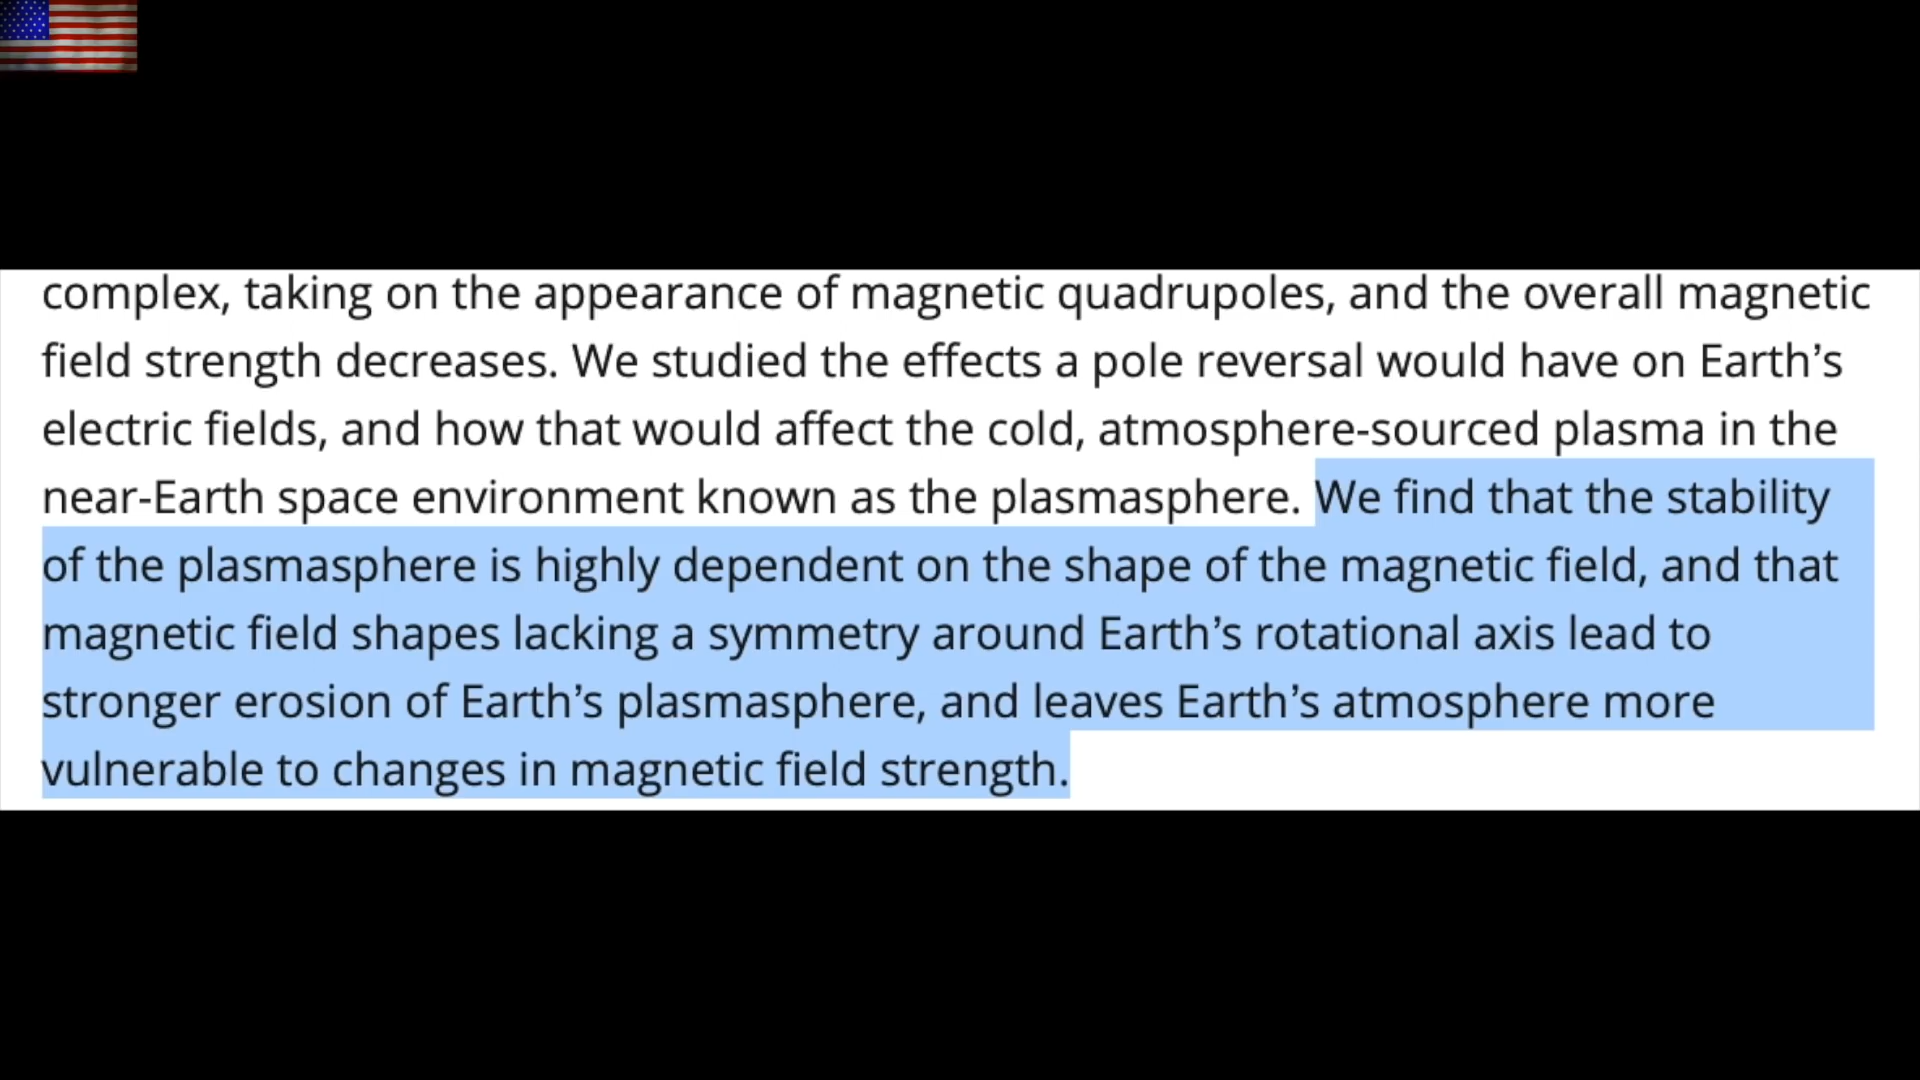 complex, taking on the appearance of magnetic quadrupoles, and the overall magnetic
field strength decreases. We studied the effects a pole reversal would have on Earth’s
electric fields, and how that would affect the cold, atmosphere-sourced plasma in the
near-Earth space environment known as the plasmasphere. We find that the stability
of the plasmasphere is highly dependent on the shape of the magnetic field, and that
magnetic field shapes lacking a symmetry around Earth’s rotational axis lead to
stronger erosion of Earth’s plasmasphere, and leaves Earth’s atmosphere more
vulnerable to changes in magnetic field strength.